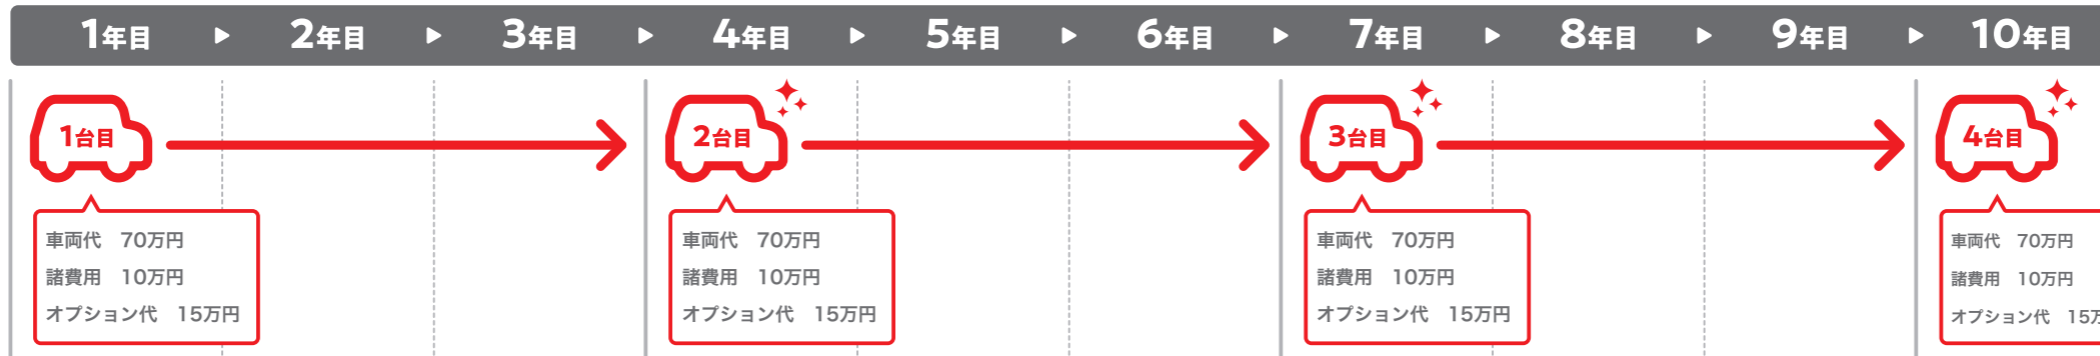 1年目 ▶ 2年目 ▶ 3年目 ▶ 4年目 ▶ 5年目 ▶ 6年目 ▶ 7年目 ▶ 8年目 ▶ 9年目 ▶ 10年目
1台目
車両代　70万円
諸費用　10万円
オプション代　15万円
2台目
車両代　70万円
諸費用　10万円
オプション代　15万円
3台目
車両代　70万円
諸費用　10万円
オプション代　15万円
4台目
車両代　70万円
諸費用　10万円
オプション代　15万